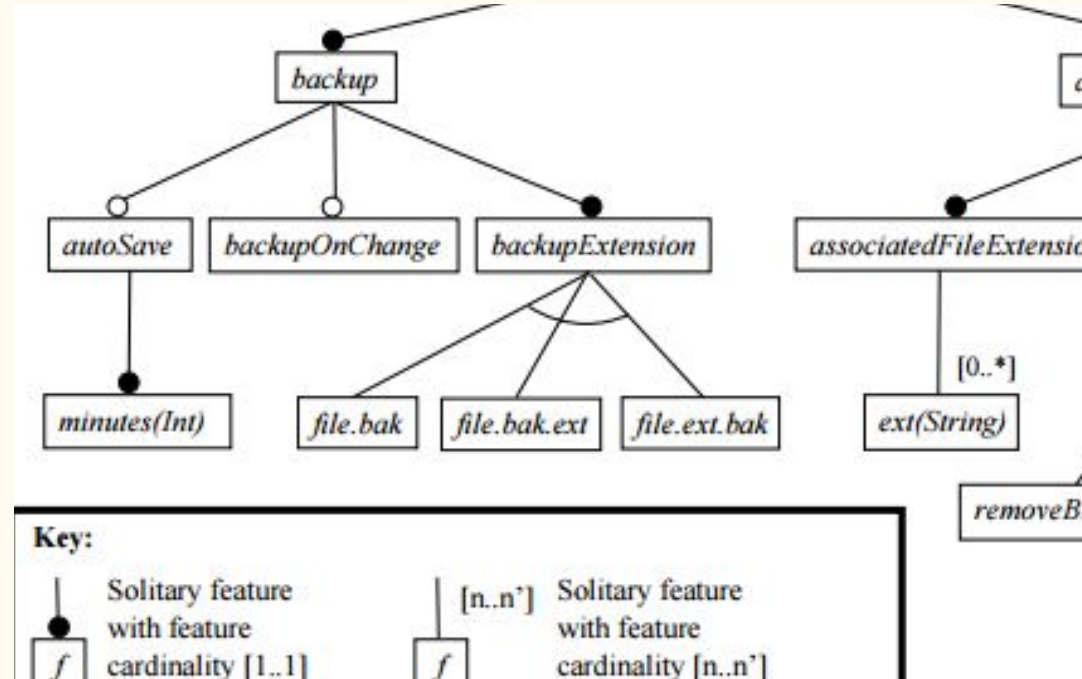 backup
autoSave
backupOnChange
backupExtension
associatedFileExtensio
[0..*]
minutes(Int)
file.bak
file.bak.ext
file.ext.bak
ext(String)
removeB
Key:
Solitary feature
with feature
cardinality [1..1]
f
[n..n’]
Solitary feature
with feature
cardinality [n..n’]
f